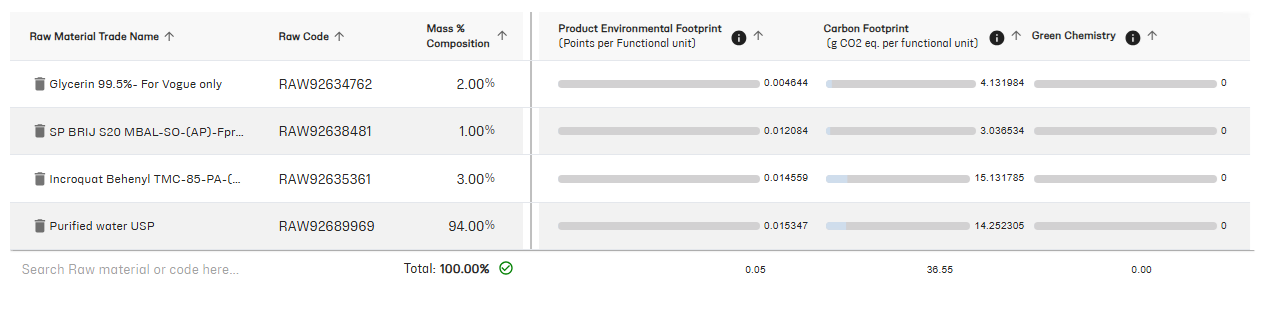 Raw Material Trade Name Raw Code Mass % Composition Product Environmental Footprint (Points per Functional unit) Carbon Footprint (g CO2 eq. per functional unit) Green Chemistry
Glycerin 99.5%- For Vogue only RAW92634762 2.00% 0.004644 4.131984 0
SP BRIJ S20 MBAL-SO-(AP)-Fpr... RAW92638481 1.00% 0.012084 3.036534 0
Incroquat Behenyl TMC-85-PA-(... RAW92635361 3.00% 0.014559 15.131785 0
Purified water USP RAW92689969 94.00% 0.015347 14.252305 0
Search Raw material or code here... Total: 100.00% 0.05 36.55 0.00